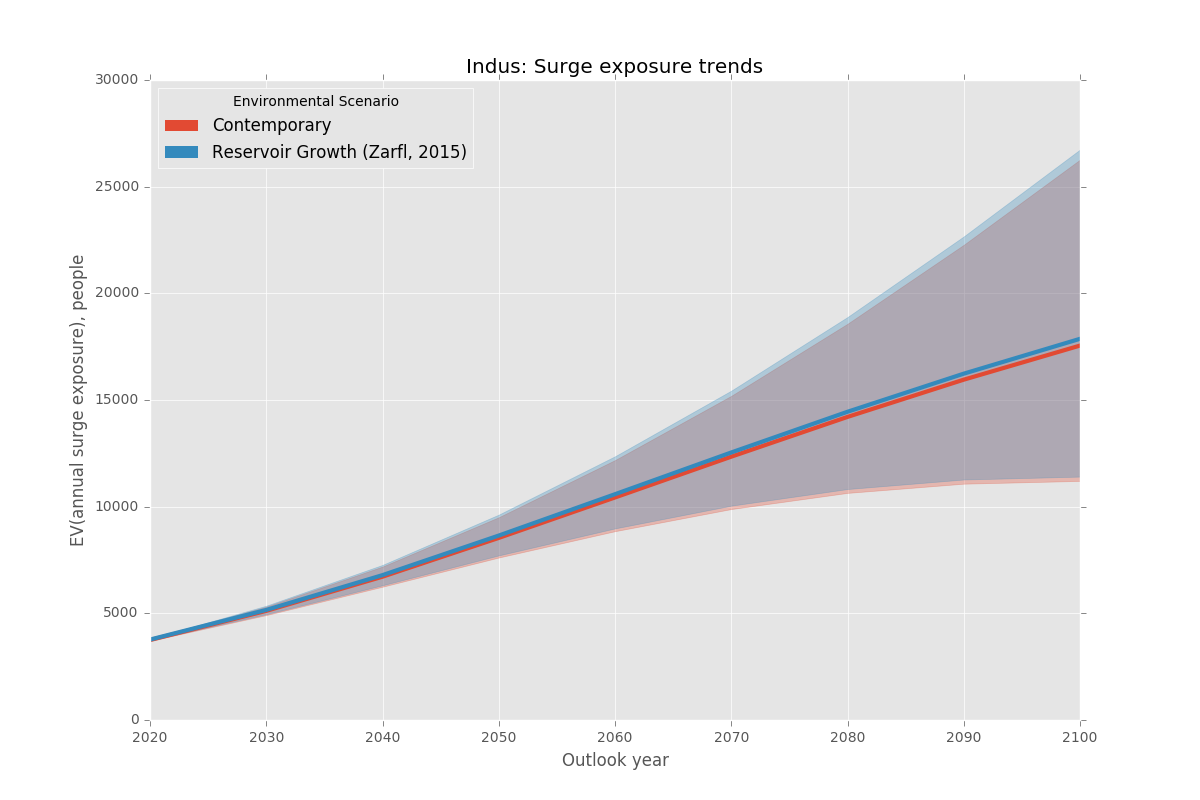 Indus: Surge exposure trends
30000
25000
20000
15000
10000
5000
0
EV(annual surge exposure), people
Environmental Scenario
Contemporary
Reservoir Growth (Zarfl, 2015)
2020 2030 2040 2050 2060 2070 2080 2090 2100
Outlook year